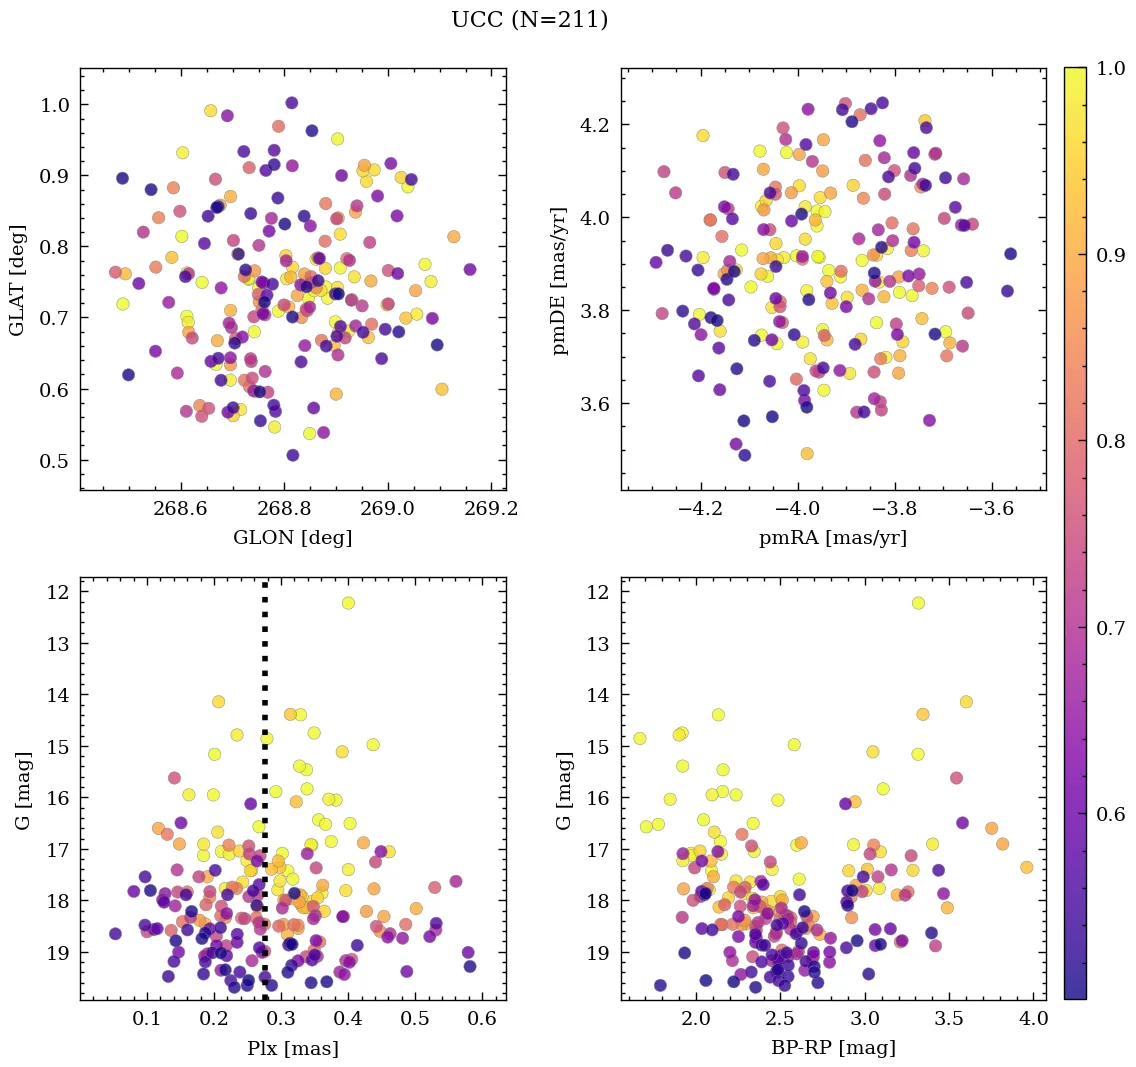 UCC (N=211)
1.0
0.9
0.8
0.7
0.6
0.5
GLAT [deg]
268.6 268.8 269.0 269.2
GLON [deg]
4.2
4.0
3.8
3.6
pmDE [mas/yr]
−4.2 −4.0 −3.8 −3.6
pmRA [mas/yr]
12
13
14
15
16
17
18
19
G [mag]
0.1 0.2 0.3 0.4 0.5 0.6
Plx [mas]
12
13
14
15
16
17
18
19
G [mag]
2.0 2.5 3.0 3.5 4.0
BP-RP [mag]
1.0
0.9
0.8
0.7
0.6